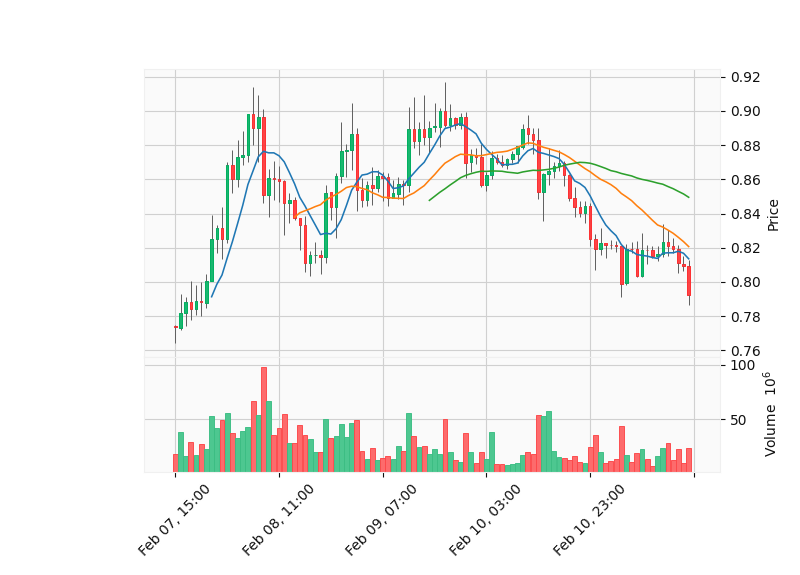 0.92
0.90
0.88
0.86
0.84
0.82
0.80
0.78
0.76
Price
100
50
Volume 10^6
Feb 07, 15:00
Feb 08, 11:00
Feb 09, 07:00
Feb 10, 03:00
Feb 10, 23:00